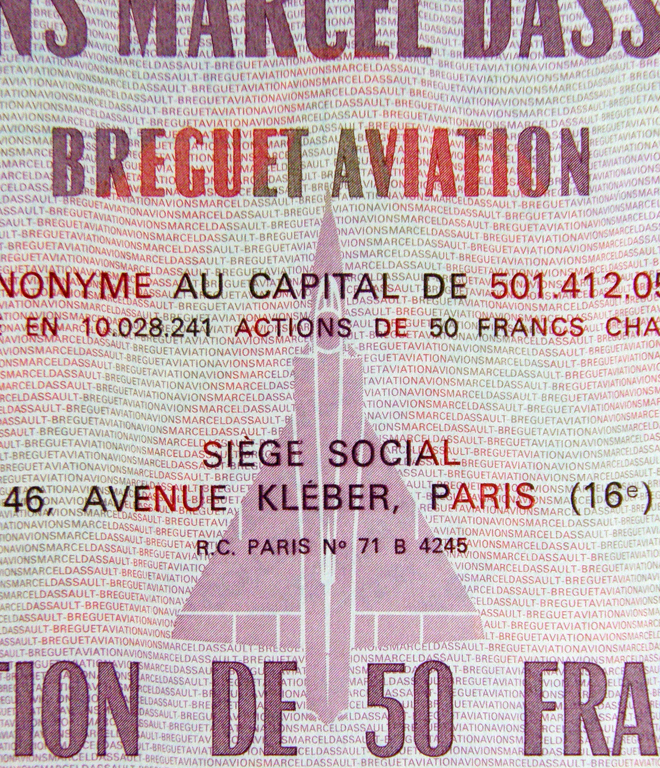 NS MARCEL DASS
BREGUET AVIATION
NONYME AU CAPITAL DE 501.412.05
EN 10.028.241 ACTIONS DE 50 FRANCS CHA
SIÈGE SOCIAL
46, AVENUE KLÉBER, PARIS (16e)
R.C. PARIS No 71 B 4245
TION DE 50 FRA